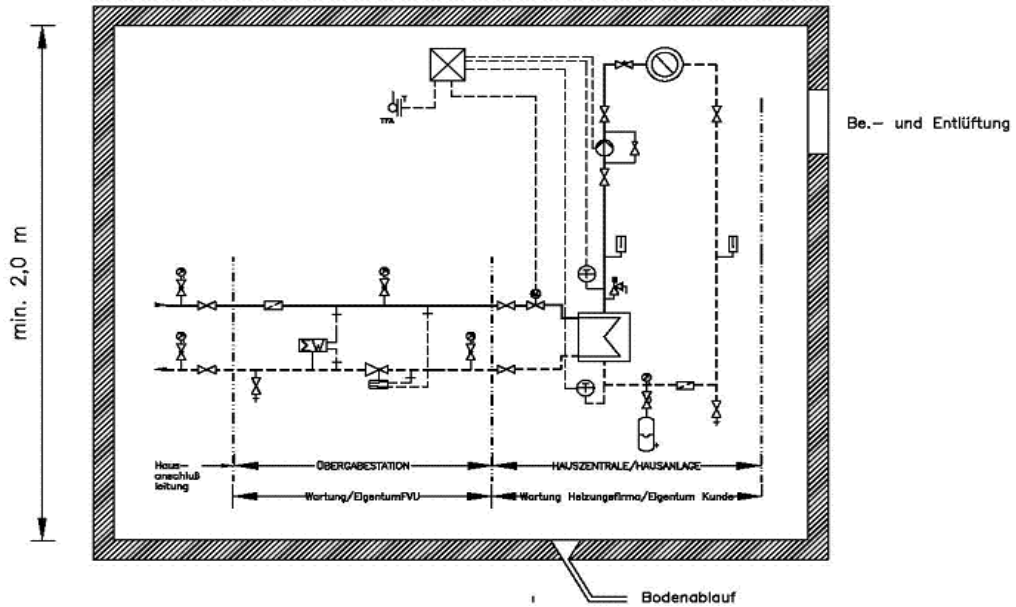 Be.– und Entlüftung
min. 2,0 m
TFA
ΣW
Haus–
anschluß
leitung
ÜBERGABESTATION
HAUSZENTRALE/HAUSANLAGE
Wartung/EigentumFVU
Wartung Heizungsfirma/Eigentum Kunde
Bodenablauf